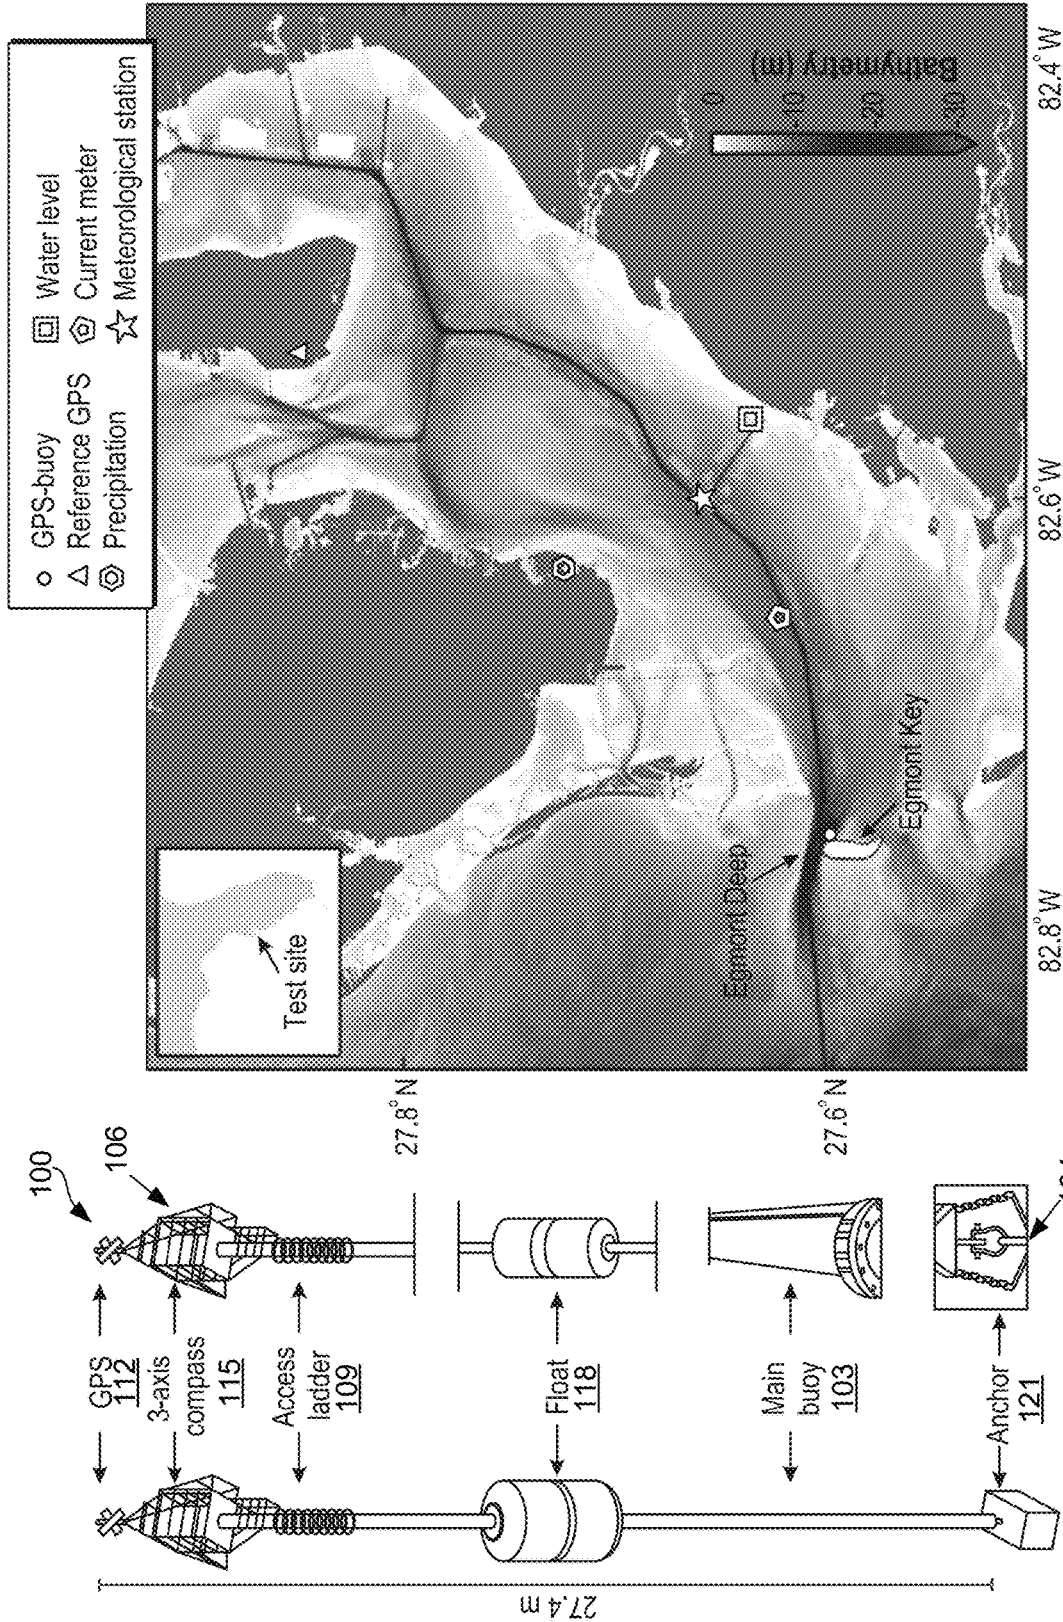 100
106
GPS
112
3-axis
compass
115
Access
ladder
109
Float
118
Main
buoy
103
Anchor
121
27.4 m
GPS-buoy
Reference GPS
Precipitation
Water level
Current meter
Meteorological station
Test site
Egmont Deep
Egmont Key
Bathymetry (m)
0
-10
-20
-30
27.8° N
27.6° N
82.8° W
82.6° W
82.4° W